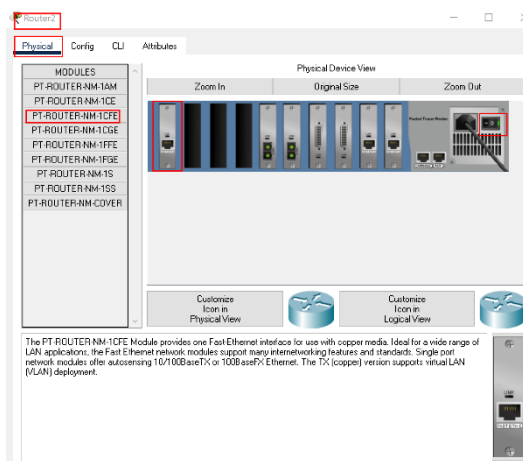 Router2
Physical
Config
CLI
Attributes
MODULES
PT-ROUTER-NM-1AM
PT-ROUTER-NM-1CE
PT-ROUTER-NM-1CFE
PT-ROUTER-NM-1CGE
PT-ROUTER-NM-1FFE
PT-ROUTER-NM-1FGE
PT-ROUTER-NM-1S
PT-ROUTER-NM-1SS
PT-ROUTER-NM-COVER
Physical Device View
Zoom In
Original Size
Zoom Out
Customize
Icon in
Physical View
Customize
Icon in
Logical View
The PT-ROUTER-NM-1CFE Module provides one Fast-Ethernet interface for use with copper media. Ideal for a wide range of
LAN applications, the Fast Ethernet network modules support many internetworking features and standards. Single port
network modules offer autosensing 10/100BaseTX or 100BaseFX Ethernet. The TX (copper) version supports virtual LAN
(VLAN) deployment.